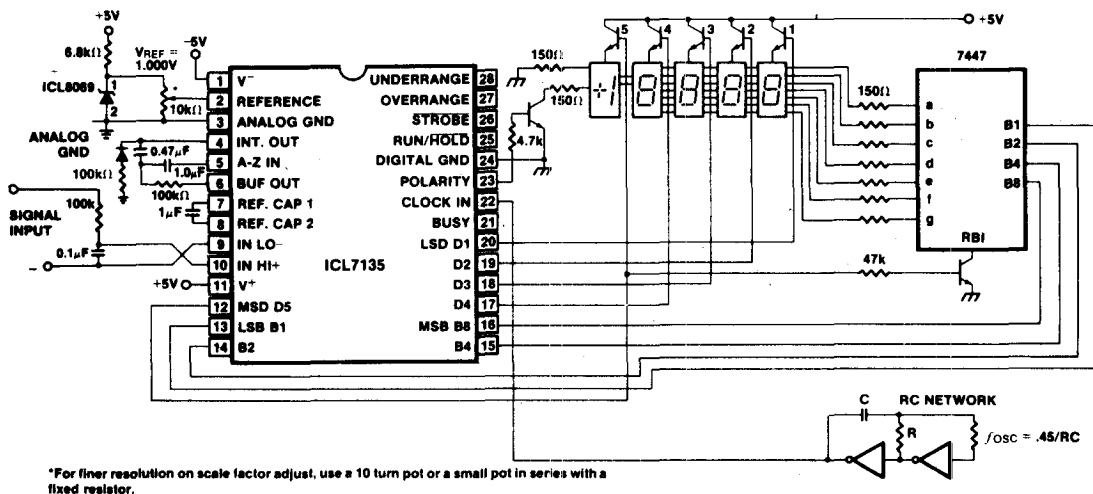 +5V
6.8kΩ
ICL8069
1
2
VREF =
1.000V
*
10kΩ
-5V
ANALOG
GND
0.47µF
1.0µF
100kΩ
100kΩ
1µF
SIGNAL
INPUT
100k
0.1µF
−
+5V
1 V−
2 REFERENCE
3 ANALOG GND
4 INT. OUT
5 A-Z IN
6 BUF OUT
7 REF. CAP 1
8 REF. CAP 2
9 IN LO-
10 IN HI+
11 V+
12 MSD D5
13 LSB B1
14 B2
ICL7135
UNDERRANGE 28
OVERRANGE 27
STROBE 26
RUN/HOLD 25
DIGITAL GND 24
POLARITY 23
CLOCK IN 22
BUSY 21
LSD D1 20
D2 19
D3 18
D4 17
MSB B8 16
B4 15
150Ω
150Ω
4.7k
5 4 3 2 1
+1 8 8 8 8
+5V
7447
150Ω
a
b
c
d
e
f
g
B1
B2
B4
B8
RBI
47k
C
RC NETWORK
R
fOSC = .45/RC
*For finer resolution on scale factor adjust, use a 10 turn pot or a small pot in series with a
fixed resistor.